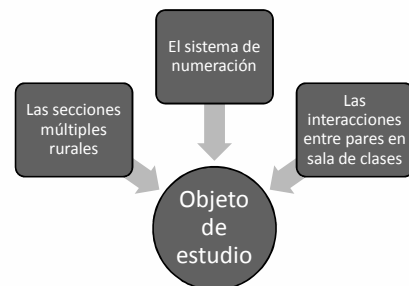 El sistema de
numeración
Las secciones
múltiples
rurales
Las
interacciones
entre pares en
sala de clases
Objeto
de
estudio